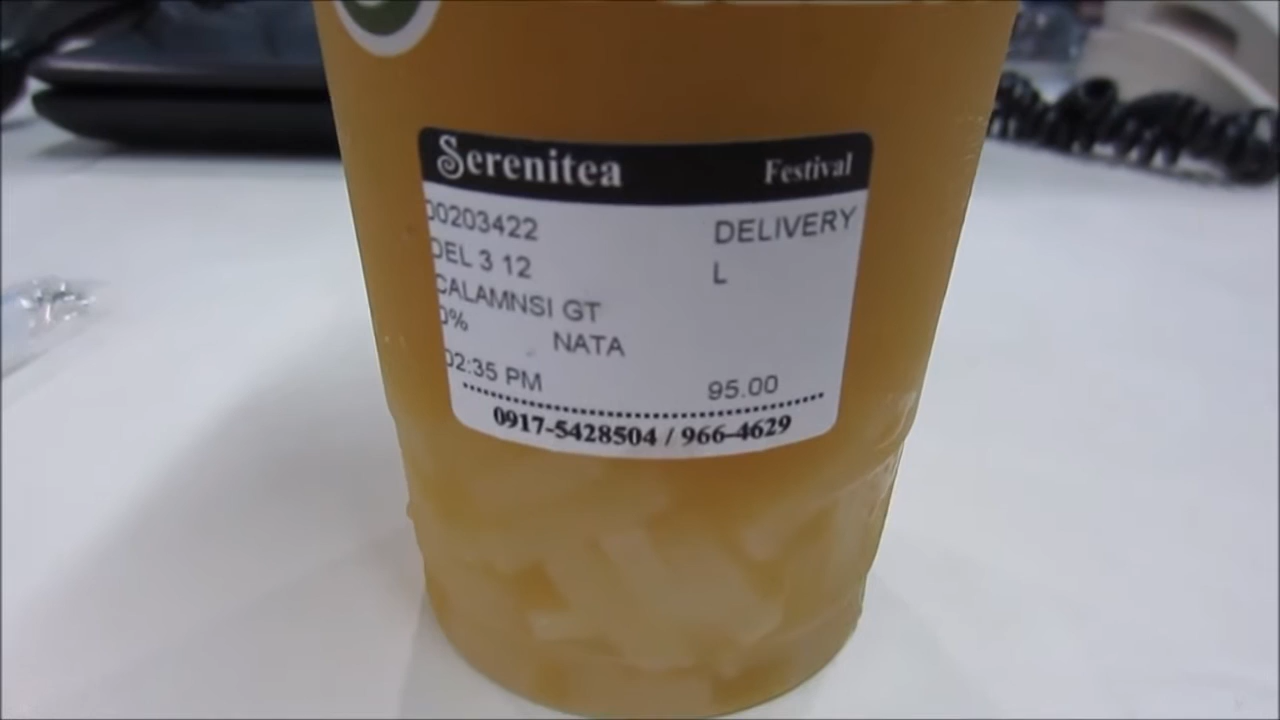 Serenitea Festival
00203422 DELIVERY
DEL 3 12 L
CALAMNSI GT
0% NATA
02:35 PM 95.00
0917-5428504 / 966-4629